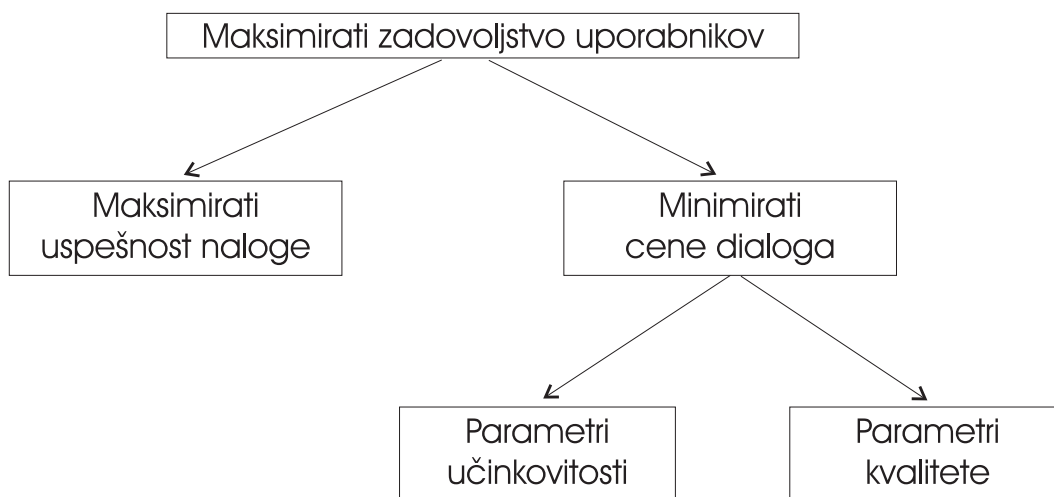 Maksimirati zadovoljstvo uporabnikov
Maksimirati
uspešnost naloge
Minimirati
cene dialoga
Parametri
učinkovitosti
Parametri
kvalitete